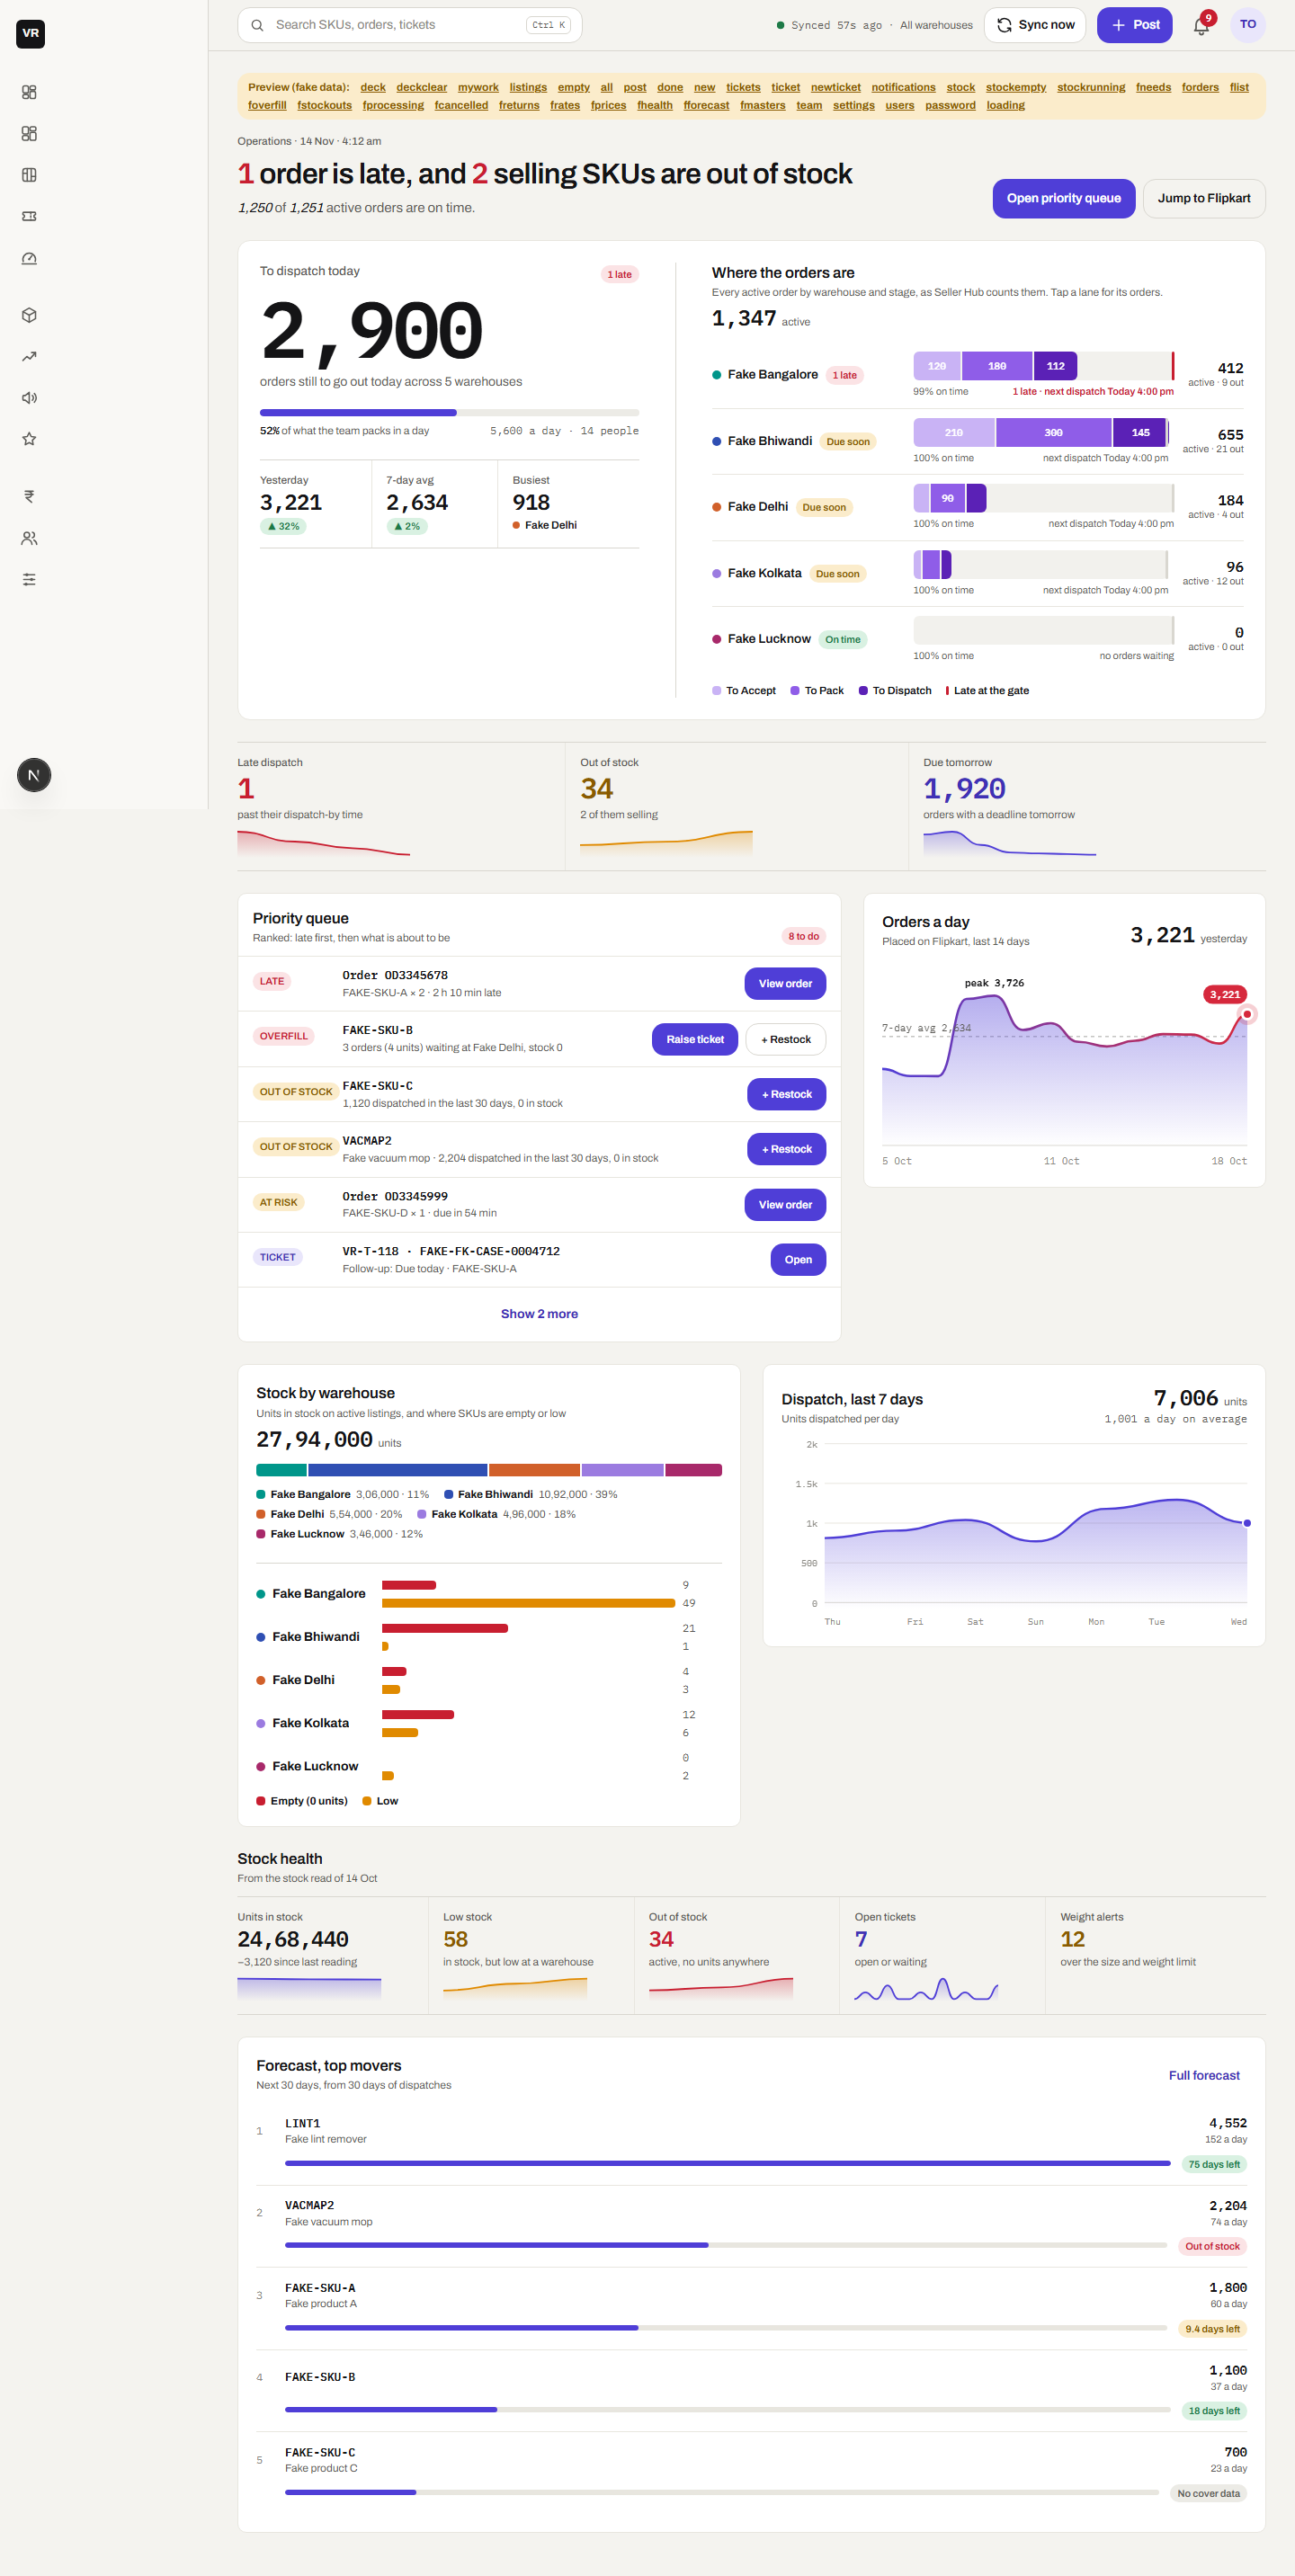 VR
Search SKUs, orders, tickets
Ctrl K
Synced 57s ago · All warehouses
Sync now
Post
9
TO
Preview (fake data): deck deckclear mywork listings empty all post done new tickets ticket newticket notifications stock stockempty stockrunning fneeds forders flist
foverfill fstockouts fprocessing fcancelled freturns frates fprices fhealth fforecast fmasters team settings users password loading
Operations · 14 Nov · 4:12 am
1 order is late, and 2 selling SKUs are out of stock
1,250 of 1,251 active orders are on time.
Open priority queue
Jump to Flipkart
To dispatch today
1 late
2,900
orders still to go out today across 5 warehouses
52% of what the team packs in a day
5,600 a day · 14 people
Yesterday
3,221
▲ 32%
7-day avg
2,634
▲ 2%
Busiest
918
Fake Delhi
Where the orders are
Every active order by warehouse and stage, as Seller Hub counts them. Tap a lane for its orders.
1,347 active
Fake Bangalore
1 late
120
180
112
412
99% on time
1 late · next dispatch Today 4:00 pm
active · 9 out
Fake Bhiwandi
Due soon
210
300
145
655
100% on time
next dispatch Today 4:00 pm
active · 21 out
Fake Delhi
Due soon
90
184
100% on time
next dispatch Today 4:00 pm
active · 4 out
Fake Kolkata
Due soon
96
100% on time
next dispatch Today 4:00 pm
active · 12 out
Fake Lucknow
On time
0
100% on time
no orders waiting
active · 0 out
To Accept
To Pack
To Dispatch
Late at the gate
N
Late dispatch
1
past their dispatch-by time
Out of stock
34
2 of them selling
Due tomorrow
1,920
orders with a deadline tomorrow
Priority queue
Ranked: late first, then what is about to be
8 to do
LATE
Order OD3345678
FAKE-SKU-A × 2 · 2 h 10 min late
View order
OVERFILL
FAKE-SKU-B
3 orders (4 units) waiting at Fake Delhi, stock 0
Raise ticket
+ Restock
OUT OF STOCK
FAKE-SKU-C
1,120 dispatched in the last 30 days, 0 in stock
+ Restock
OUT OF STOCK
VACMAP2
Fake vacuum mop · 2,204 dispatched in the last 30 days, 0 in stock
+ Restock
AT RISK
Order OD3345999
FAKE-SKU-D × 1 · due in 54 min
View order
TICKET
VR-T-118 · FAKE-FK-CASE-0004712
Follow-up: Due today · FAKE-SKU-A
Open
Show 2 more
Orders a day
Placed on Flipkart, last 14 days
3,221 yesterday
peak 3,726
3,221
7-day avg 2,634
5 Oct
11 Oct
18 Oct
Stock by warehouse
Units in stock on active listings, and where SKUs are empty or low
27,94,000 units
Fake Bangalore 3,06,000 · 11%
Fake Bhiwandi 10,92,000 · 39%
Fake Delhi 5,54,000 · 20%
Fake Kolkata 4,96,000 · 18%
Fake Lucknow 3,46,000 · 12%
Fake Bangalore
9
49
Fake Bhiwandi
21
1
Fake Delhi
4
3
Fake Kolkata
12
6
Fake Lucknow
0
2
Empty (0 units)
Low
Dispatch, last 7 days
Units dispatched per day
7,006 units
1,001 a day on average
2k
1.5k
1k
500
0
Thu
Fri
Sat
Sun
Mon
Tue
Wed
Stock health
From the stock read of 14 Oct
Units in stock
24,68,440
−3,120 since last reading
Low stock
58
in stock, but low at a warehouse
Out of stock
34
active, no units anywhere
Open tickets
7
open or waiting
Weight alerts
12
over the size and weight limit
Forecast, top movers
Next 30 days, from 30 days of dispatches
Full forecast
1
LINT1
Fake lint remover
4,552
152 a day
75 days left
2
VACMAP2
Fake vacuum mop
2,204
74 a day
Out of stock
3
FAKE-SKU-A
Fake product A
1,800
60 a day
9.4 days left
4
FAKE-SKU-B
1,100
37 a day
18 days left
5
FAKE-SKU-C
Fake product C
700
23 a day
No cover data